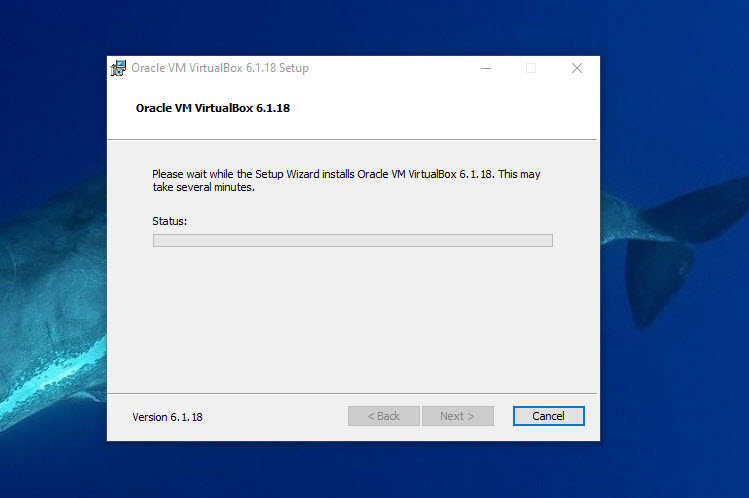 Oracle VM VirtualBox 6.1.18 Setup
Oracle VM VirtualBox 6.1.18
Please wait while the Setup Wizard installs Oracle VM VirtualBox 6.1.18. This may
take several minutes.
Status:
Version 6.1.18
< Back
Next >
Cancel